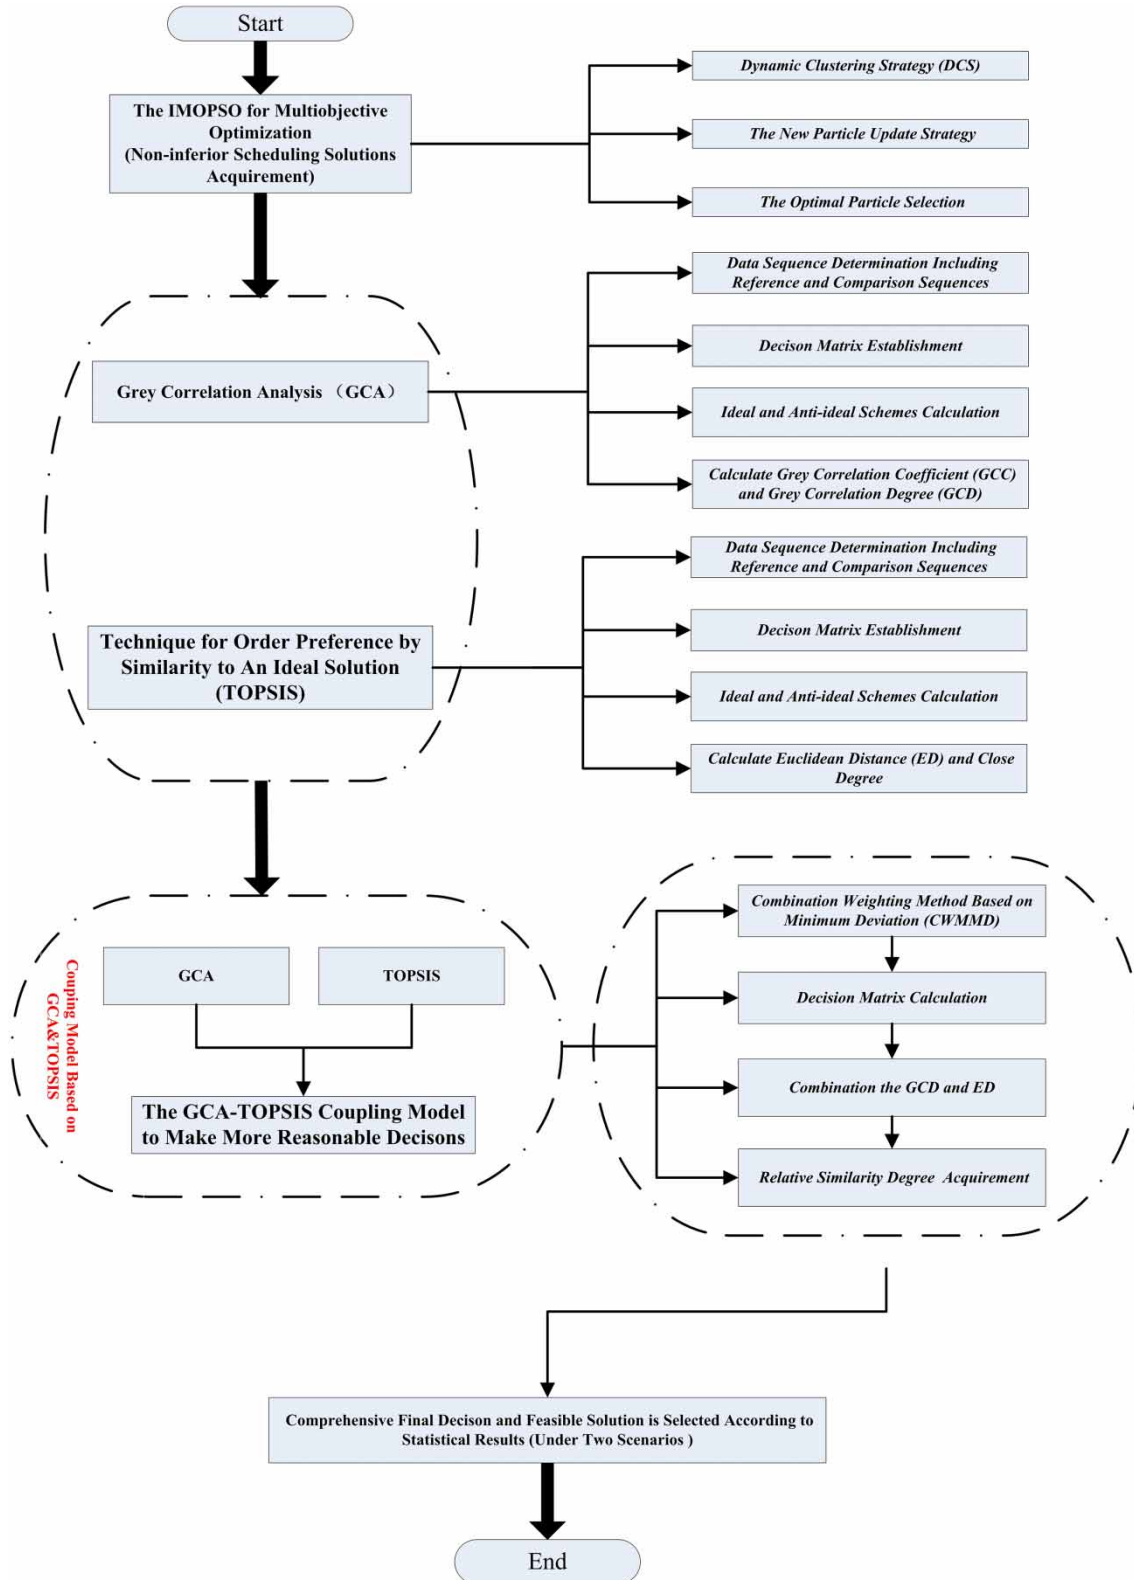 Start
The IMOPSO for Multiobjective
Optimization
(Non-inferior Scheduling Solutions
Acquirement)
Dynamic Clustering Strategy (DCS)
The New Particle Update Strategy
The Optimal Particle Selection
Grey Correlation Analysis （GCA）
Data Sequence Determination Including
Reference and Comparison Sequences
Decison Matrix Establishment
Ideal and Anti-ideal Schemes Calculation
Calculate Grey Correlation Coefficient (GCC)
and Grey Correlation Degree (GCD)
Technique for Order Preference by
Similarity to An Ideal Solution
(TOPSIS)
Data Sequence Determination Including
Reference and Comparison Sequences
Decison Matrix Establishment
Ideal and Anti-ideal Schemes Calculation
Calculate Euclidean Distance (ED) and Close
Degree
Couping Model Based on
GCA&TOPSIS
GCA
TOPSIS
The GCA-TOPSIS Coupling Model
to Make More Reasonable Decisons
Combination Weighting Method Based on
Minimum Deviation (CWMMD)
Decision Matrix Calculation
Combination the GCD and ED
Relative Similarity Degree Acquirement
Comprehensive Final Decison and Feasible Solution is Selected According to
Statistical Results (Under Two Scenarios )
End